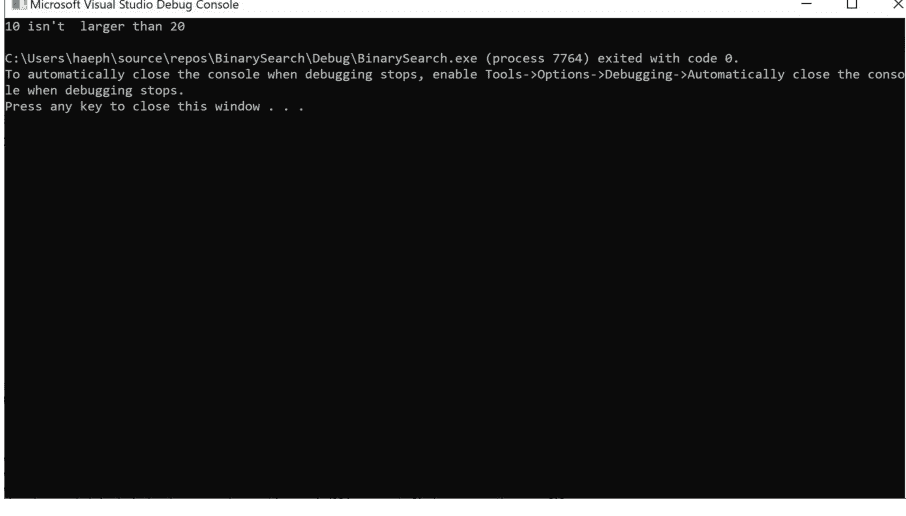 Microsoft Visual Studio Debug Console
10 isn't  larger than 20
C:\Users\haeph\source\repos\BinarySearch\Debug\BinarySearch.exe (process 7764) exited with code 0.
To automatically close the console when debugging stops, enable Tools->Options->Debugging->Automatically close the conso
le when debugging stops.
Press any key to close this window . . .